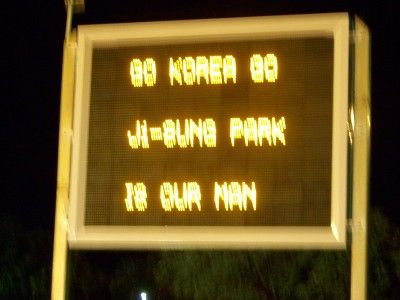 GO KOREA GO
Ji-SUNG PARK
IS OUR MAN